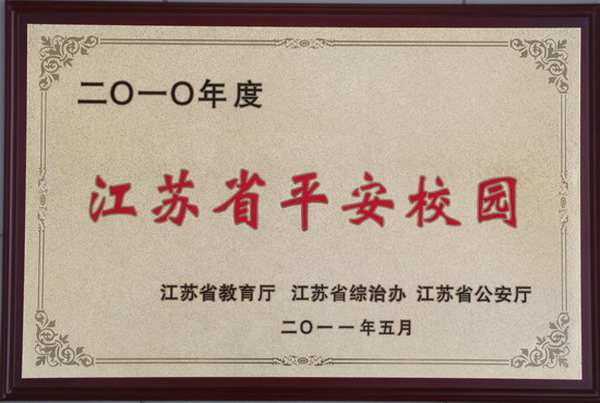 二〇一〇年度
江苏省平安校园
江苏省教育厅 江苏省综治办 江苏省公安厅
二〇一一年五月